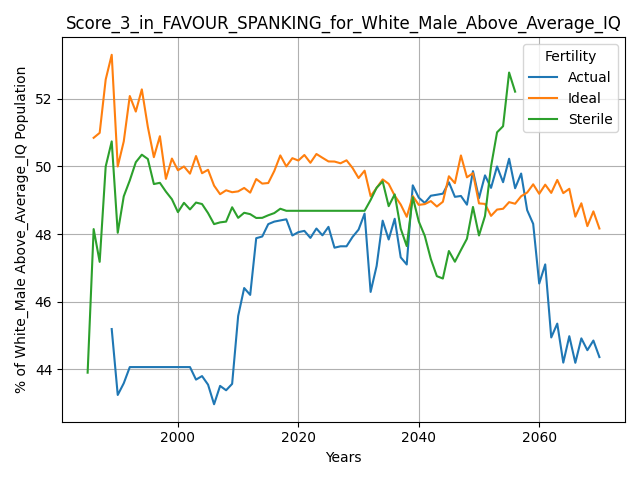 Score_3_in_FAVOUR_SPANKING_for_White_Male_Above_Average_IQ
% of White_Male Above_Average_IQ Population
52
50
48
46
44
Fertility
Actual
Ideal
Sterile
2000
2020
2040
2060
Years